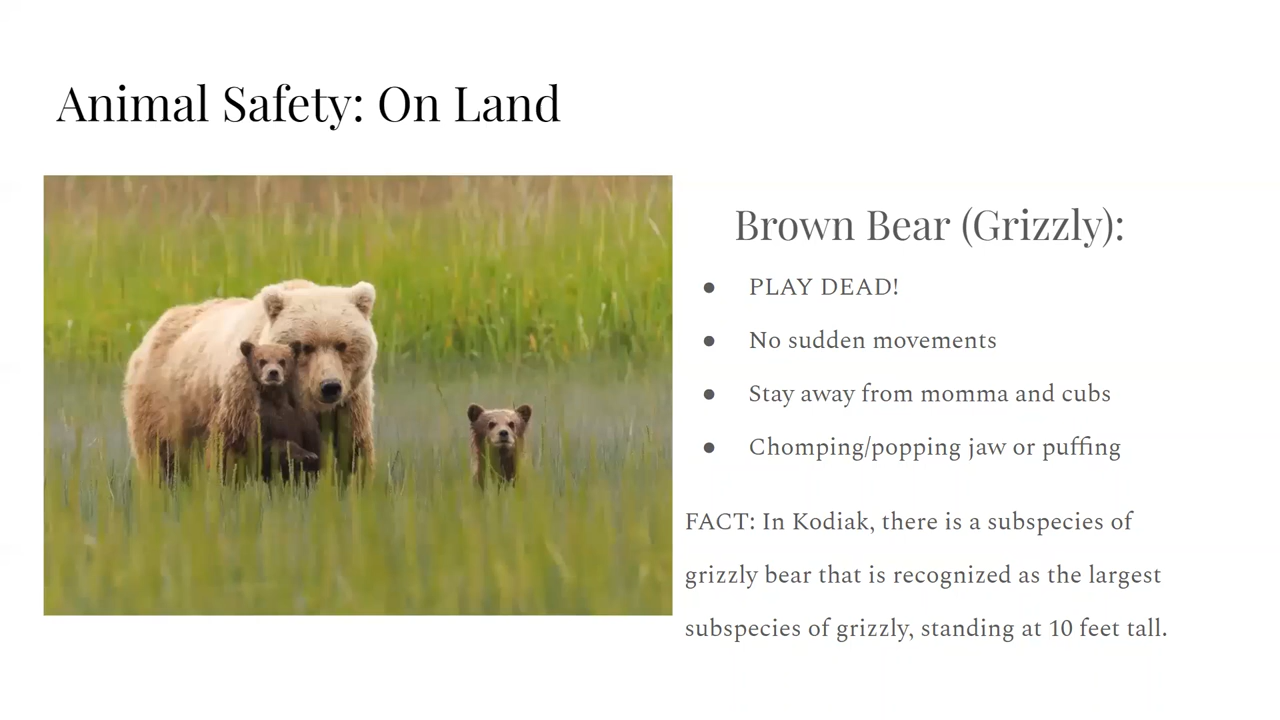 Animal Safety: On Land
Brown Bear (Grizzly):
● PLAY DEAD!
● No sudden movements
● Stay away from momma and cubs
● Chomping/popping jaw or puffing
FACT: In Kodiak, there is a subspecies of
grizzly bear that is recognized as the largest
subspecies of grizzly, standing at 10 feet tall.